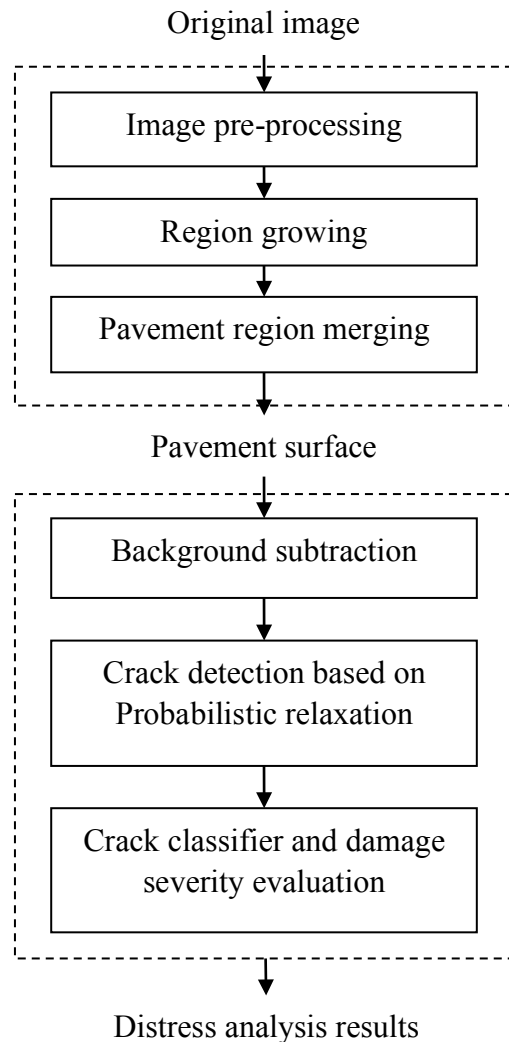 Original image
Image pre-processing
Region growing
Pavement region merging
Pavement surface
Background subtraction
Crack detection based on
Probabilistic relaxation
Crack classifier and damage
severity evaluation
Distress analysis results